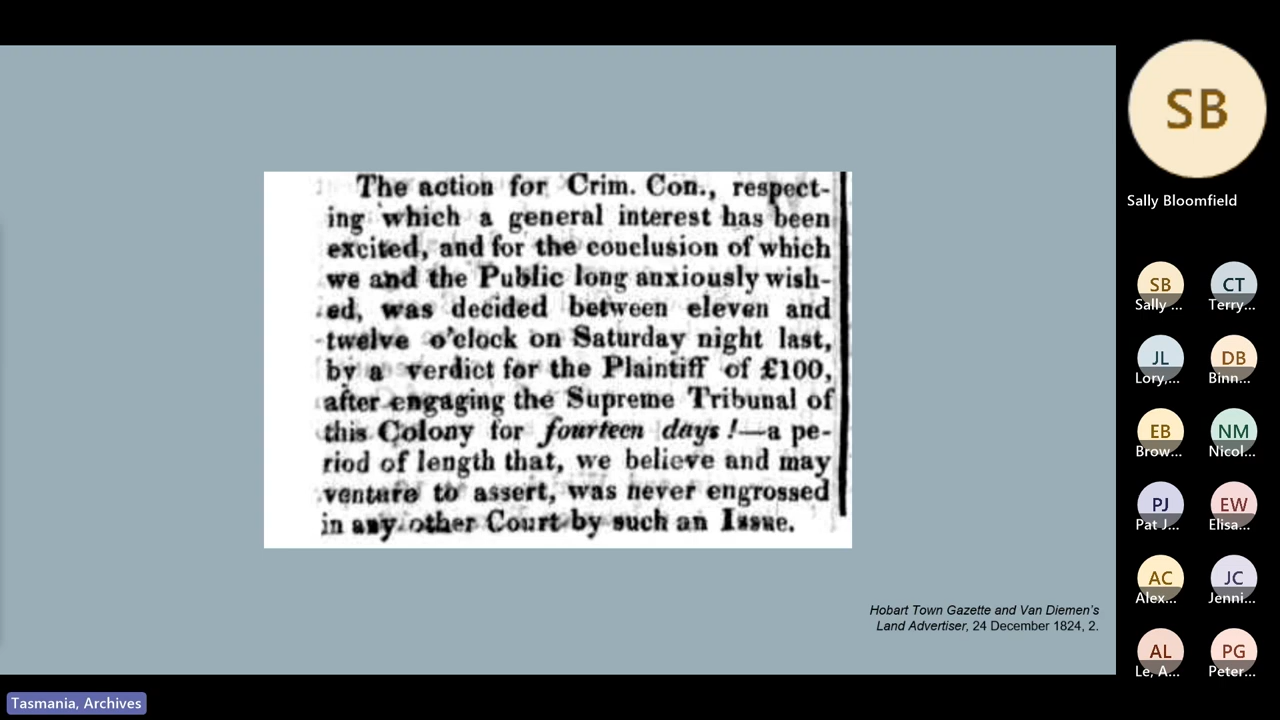 The action for Crim. Con., respect-
ing which a general interest has been
excited, and for the conclusion of which
we and the Public long anxiously wish-
ed, was decided between eleven and
twelve o'clock on Saturday night last,
by a verdict for the Plaintiff of £100,
after engaging the Supreme Tribunal of
this Colony for fourteen days!—a pe-
riod of length that, we believe and may
venture to assert, was never engrossed
in any other Court by such an Issue.
Hobart Town Gazette and Van Diemen's
Land Advertiser, 24 December 1824, 2.
Tasmania, Archives
SB
Sally Bloomfield
SB CT
Sally ... Terry...
JL DB
Lory,... Binn...
EB NM
Brow... Nicol...
PJ EW
Pat J... Elisa...
AC JC
Alex... Jenni...
AL PG
Le, A... Peter...